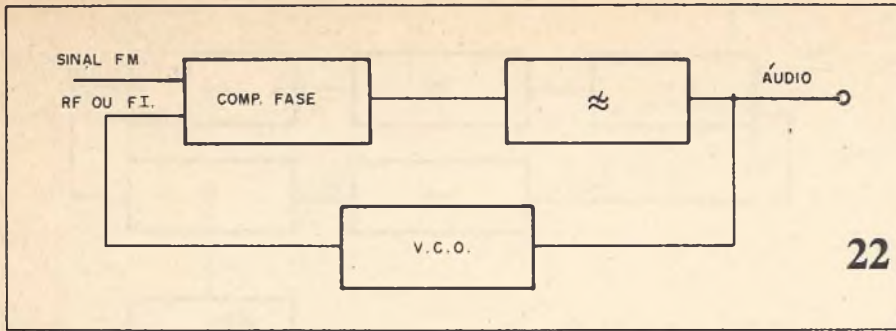 SINAL FM
RF OU FI.
COMP. FASE
≉
ÁUDIO
V.C.O.
22